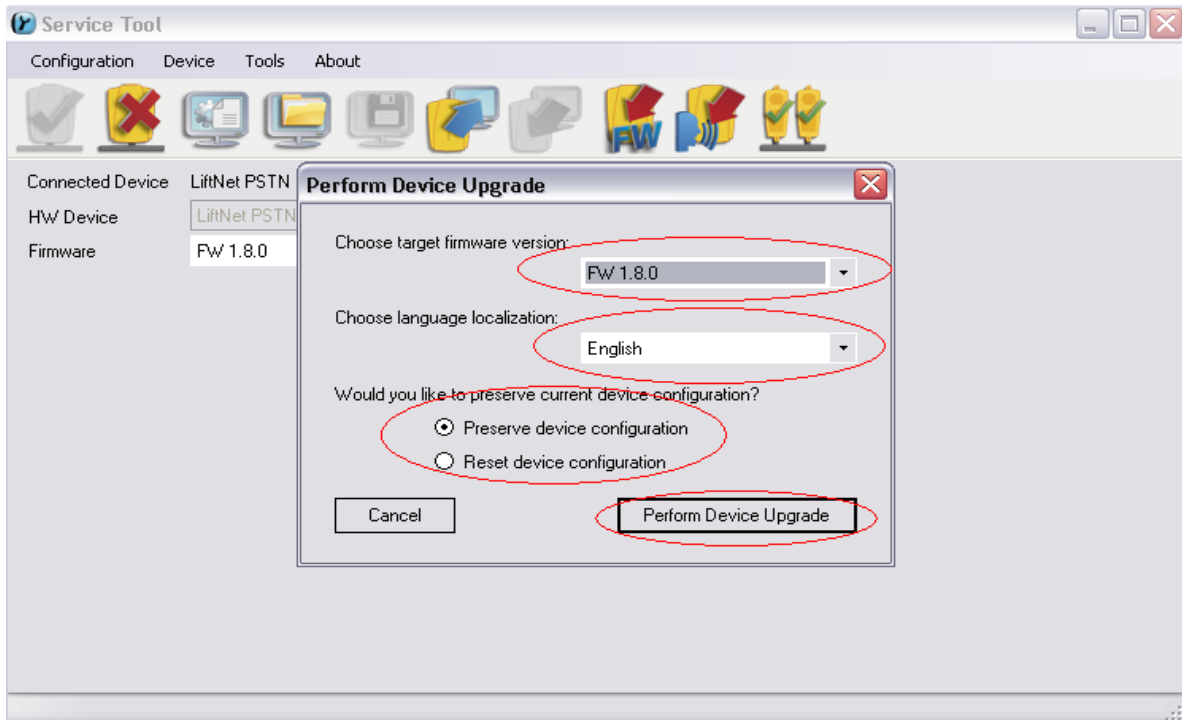 Service Tool
Configuration Device Tools About
FW
Connected Device LiftNet PSTN
HW Device LiftNet PSTN
Firmware FW 1.8.0
Perform Device Upgrade
Choose target firmware version:
FW 1.8.0
Choose language localization:
English
Would you like to preserve current device configuration?
Preserve device configuration
Reset device configuration
Cancel Perform Device Upgrade